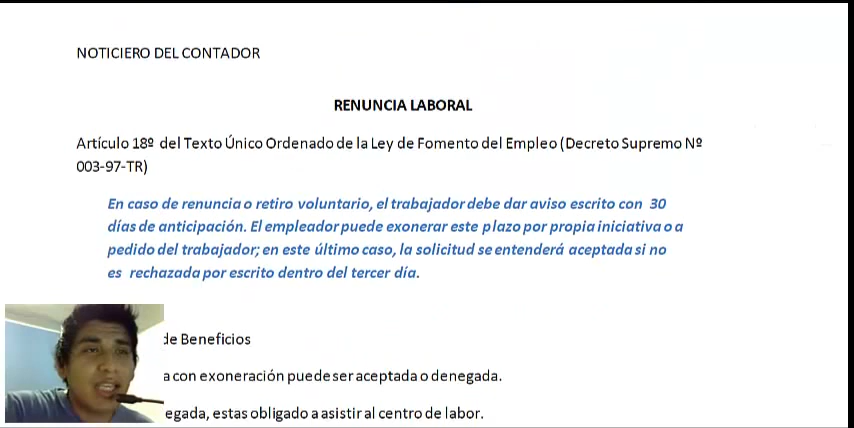 NOTICIERO DEL CONTADOR
RENUNCIA LABORAL
Artículo 18º del Texto Único Ordenado de la Ley de Fomento del Empleo (Decreto Supremo Nº
003-97-TR)
En caso de renuncia o retiro voluntario, el trabajador debe dar aviso escrito con 30
días de anticipación. El empleador puede exonerar este plazo por propia iniciativa o a
pedido del trabajador; en este último caso, la solicitud se entenderá aceptada si no
es rechazada por escrito dentro del tercer día.
de Beneficios
a con exoneración puede ser aceptada o denegada.
egada, estas obligado a asistir al centro de labor.